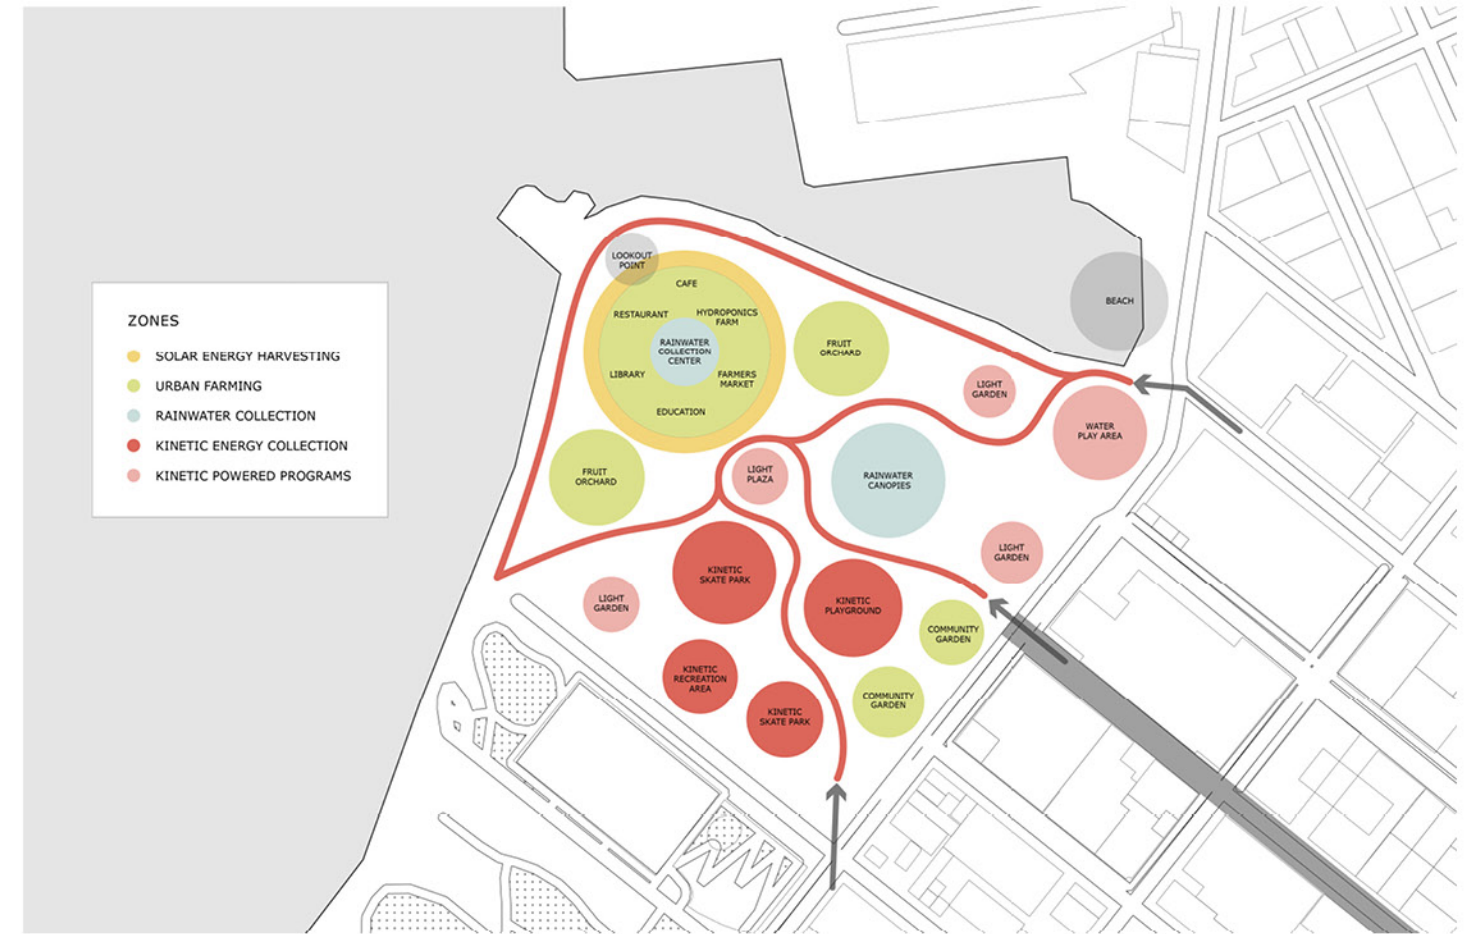 ZONES
SOLAR ENERGY HARVESTING
URBAN FARMING
RAINWATER COLLECTION
KINETIC ENERGY COLLECTION
KINETIC POWERED PROGRAMS
LOOKOUT
POINT
CAFE
RESTAURANT
HYDROPONICS
FARM
RAINWATER
COLLECTION
CENTER
LIBRARY
FARMERS
MARKET
EDUCATION
FRUIT
ORCHARD
BEACH
LIGHT
GARDEN
WATER
PLAY AREA
FRUIT
ORCHARD
LIGHT
PLAZA
RAINWATER
CANOPIES
LIGHT
GARDEN
KINETIC
SKATE PARK
LIGHT
GARDEN
KINETIC
PLAYGROUND
COMMUNITY
GARDEN
KINETIC
RECREATION
AREA
KINETIC
SKATE PARK
COMMUNITY
GARDEN